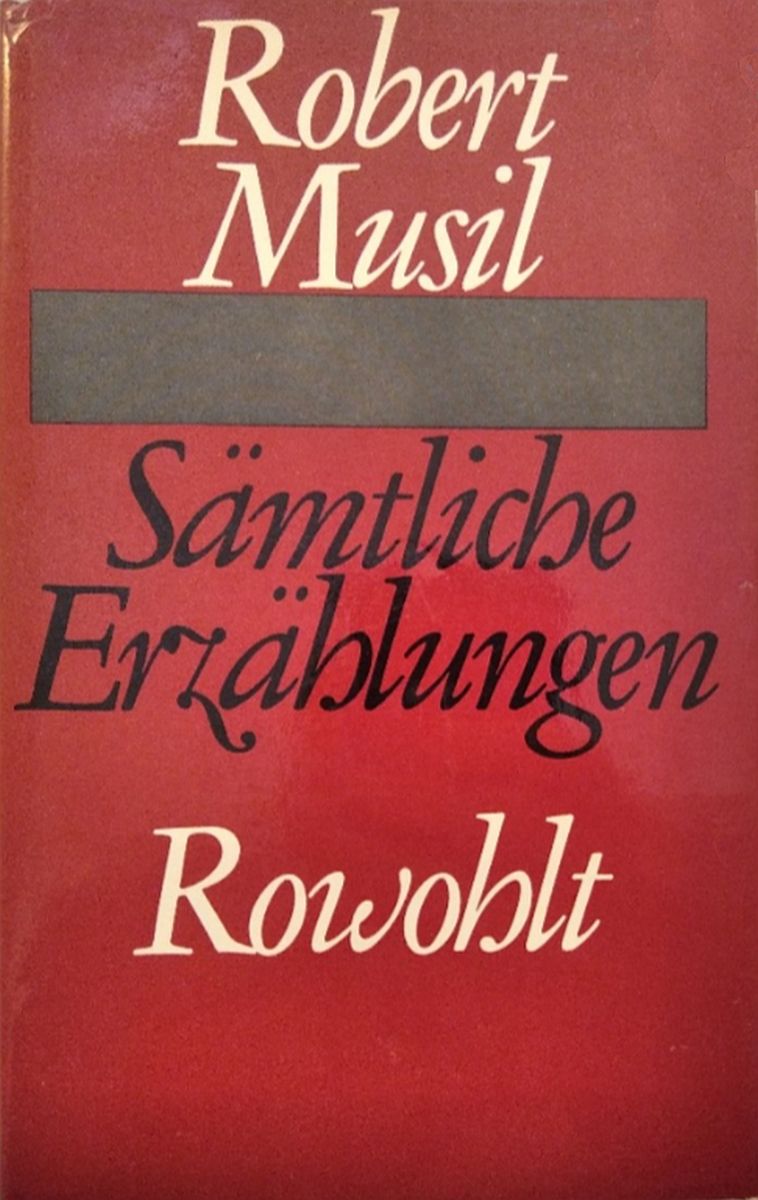 Robert
Musil
Sämtliche
Erzählungen
Rowohlt